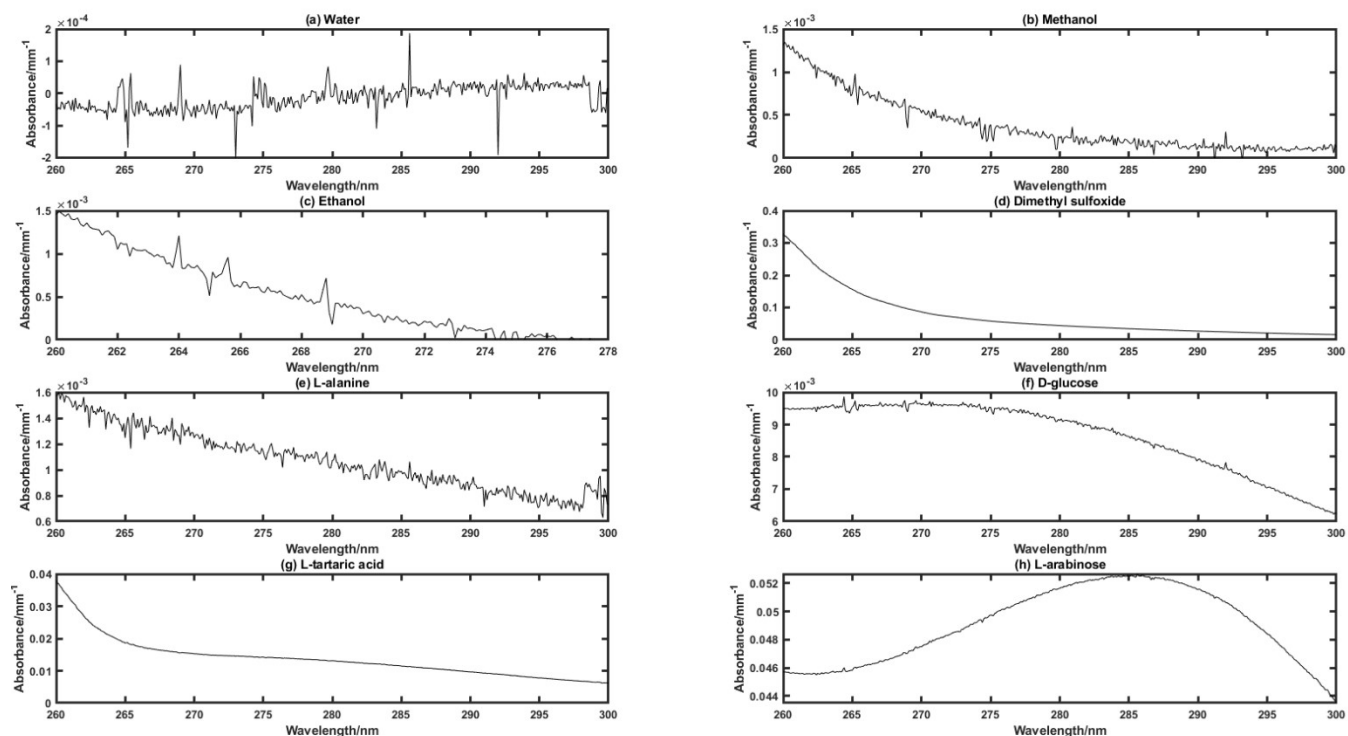 (a) Water
×10⁻⁴
2
1
0
-1
-2
Absorbance/mm⁻¹
260 265 270 275 280 285 290 295 300
Wavelength/nm
(b) Methanol
×10⁻³
1.5
1
0.5
0
Absorbance/mm⁻¹
260 265 270 275 280 285 290 295 300
Wavelength/nm
(c) Ethanol
×10⁻³
1.5
1
0.5
0
Absorbance/mm⁻¹
260 262 264 266 268 270 272 274 276 278
Wavelength/nm
(d) Dimethyl sulfoxide
0.4
0.3
0.2
0.1
0
Absorbance/mm⁻¹
260 265 270 275 280 285 290 295 300
Wavelength/nm
(e) L-alanine
×10⁻³
1.6
1.4
1.2
1
0.8
0.6
Absorbance/mm⁻¹
260 265 270 275 280 285 290 295 300
Wavelength/nm
(f) D-glucose
×10⁻³
10
9
8
7
6
Absorbance/mm⁻¹
260 265 270 275 280 285 290 295 300
Wavelength/nm
(g) L-tartaric acid
0.04
0.03
0.02
0.01
0
Absorbance/mm⁻¹
260 265 270 275 280 285 290 295 300
Wavelength/nm
(h) L-arabinose
0.052
0.05
0.048
0.046
0.044
Absorbance/mm⁻¹
260 265 270 275 280 285 290 295 300
Wavelength/nm